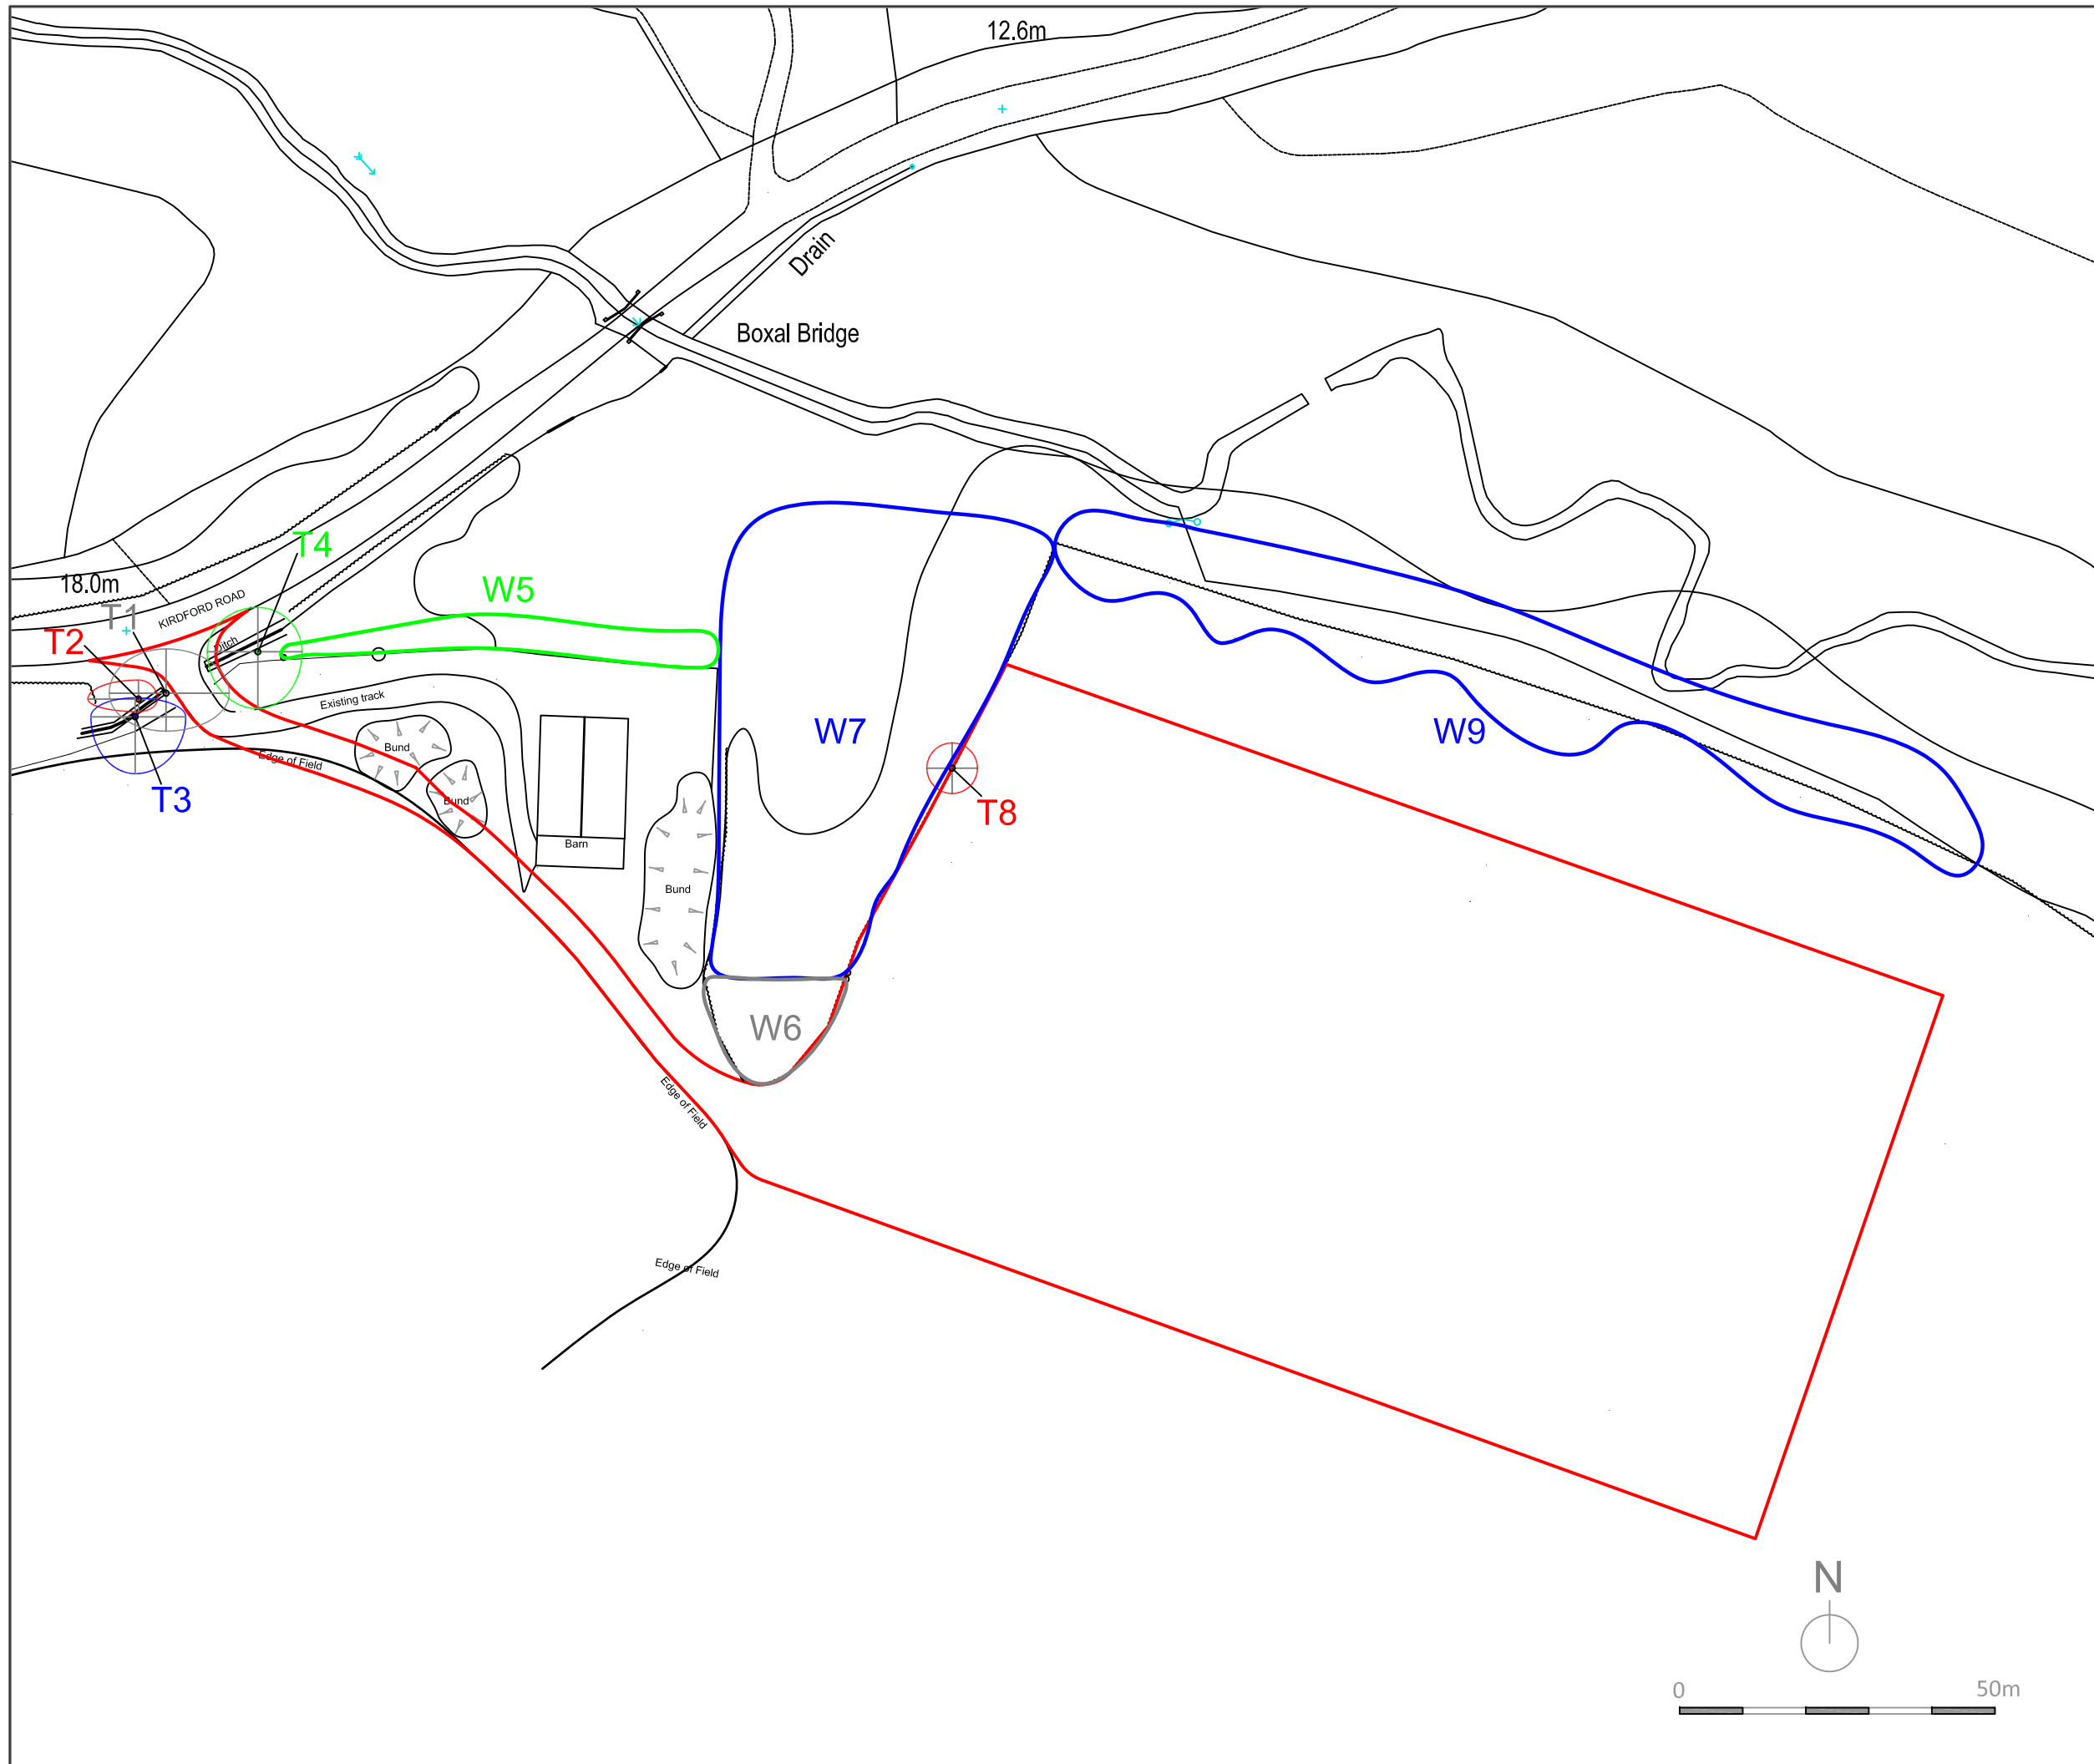 12.6m
Drain
Boxal Bridge
T4
18.0m
W5
KIRDFORD ROAD
T1
T2
Ditch
Existing track
W7
W9
Bund
Edge of Field
T3
Bund
T8
Barn
Bund
W6
Edge of Field
Edge of Field
N
0
50m